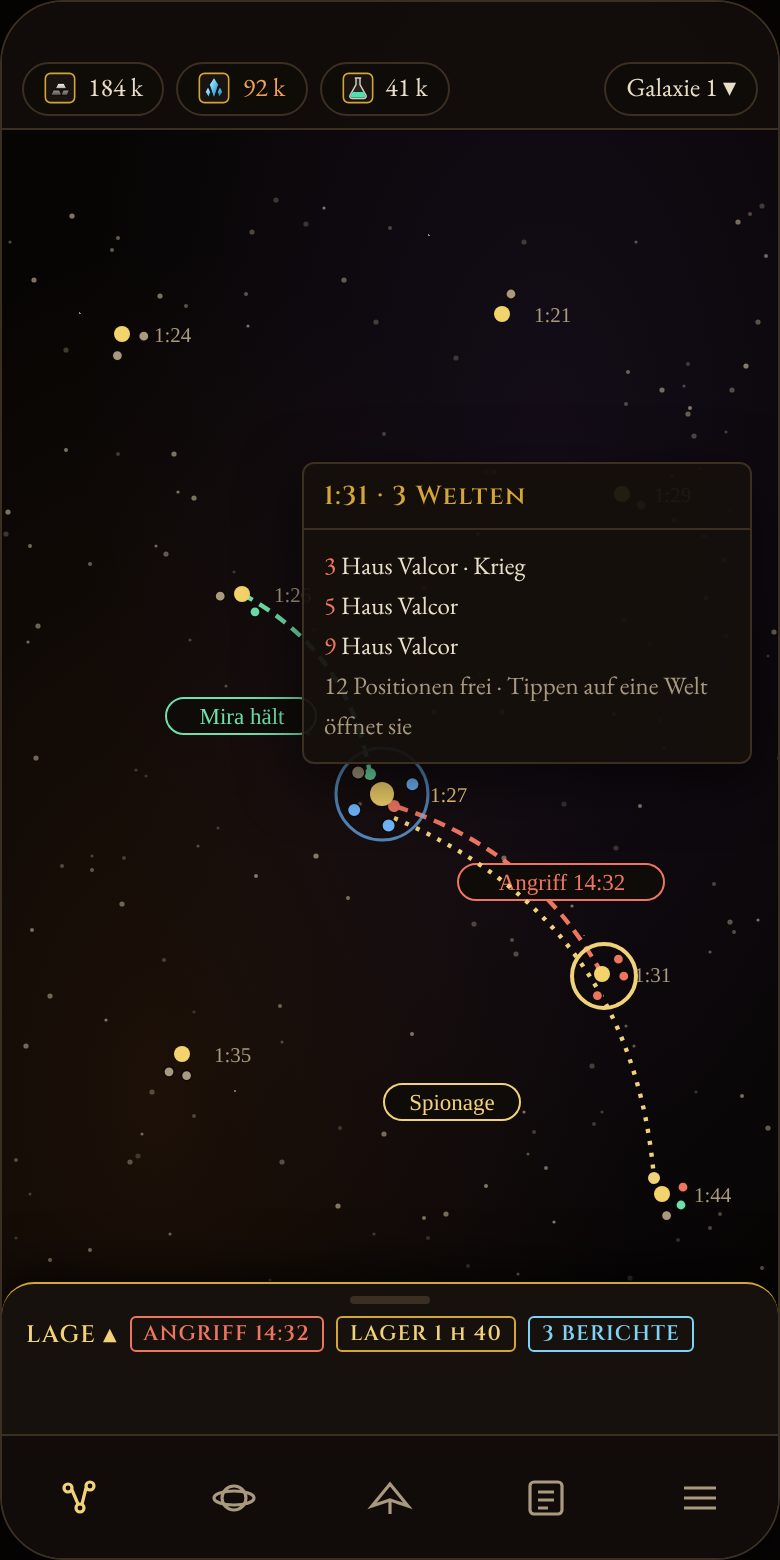 184 k
92 k
41 k
Galaxie 1 ▼
1:24
1:21
1:31 · 3 Welten
1:29
3 Haus Valcor · Krieg
5 Haus Valcor
9 Haus Valcor
12 Positionen frei · Tippen auf eine Welt
öffnet sie
Mira hält
1:27
Angriff 14:32
1:31
1:35
Spionage
1:44
LAGE ▲
ANGRIFF 14:32
LAGER 1 H 40
3 BERICHTE